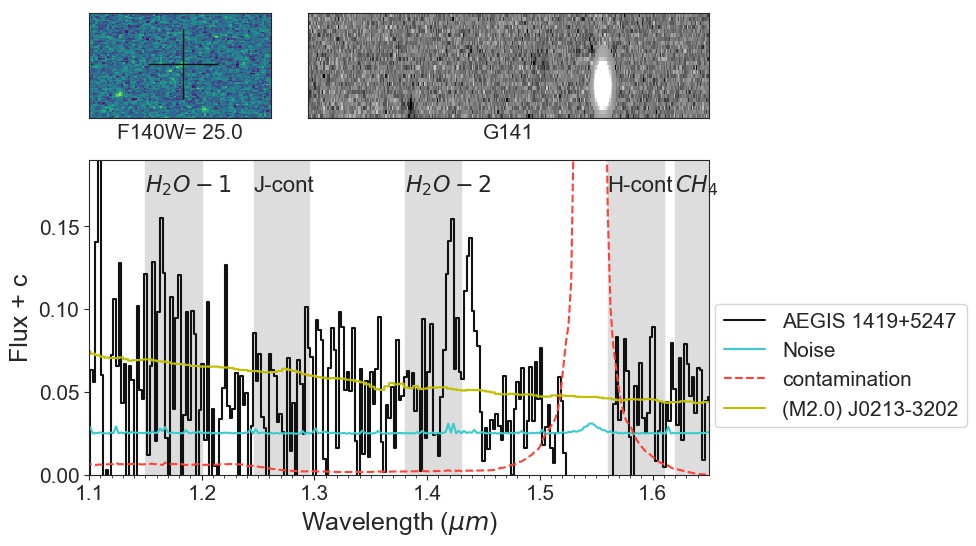 F140W= 25.0
G141
H₂O − 1
J-cont
H₂O − 2
H-cont
CH₄
Flux + c
0.15
0.10
0.05
0.00
1.1
1.2
1.3
1.4
1.5
1.6
Wavelength (μm)
AEGIS 1419+5247
Noise
contamination
(M2.0) J0213-3202